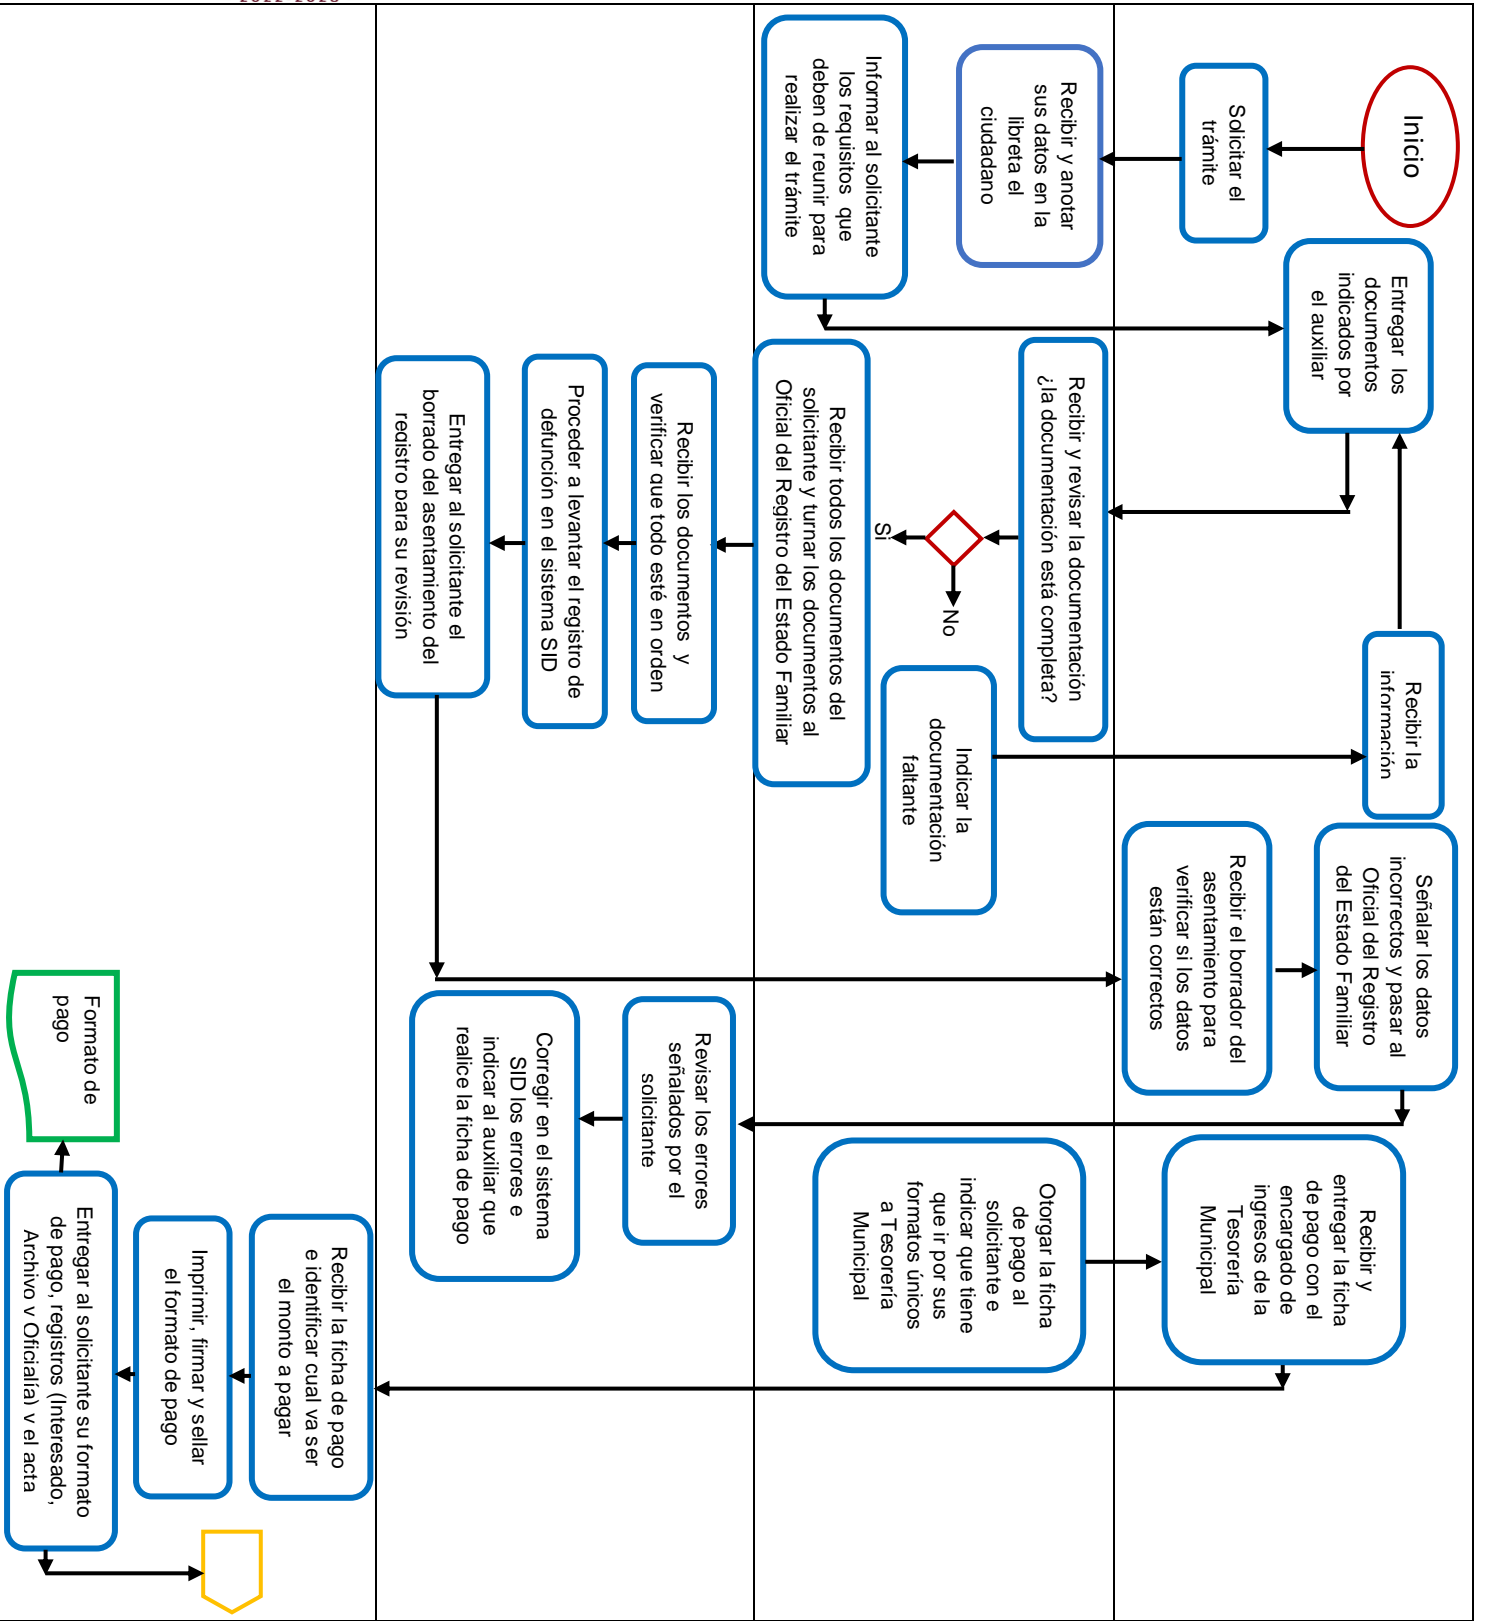 Inicio
Solicitar el
trámite
Recibir y anotar
sus datos en la
libreta el
ciudadano
Informar al solicitante
los requisitos que
deben de reunir para
realizar el trámite
Entregar los
documentos
indicados por
el auxiliar
Recibir y revisar la documentación
¿la documentación está completa?
Si
No
Recibir todos los documentos del
solicitante y turnar los documentos al
Oficial del Registro del Estado Familiar
Recibir los documentos y
verificar que todo esté en orden
Proceder a levantar el registro de
defunción en el sistema SID
Entregar al solicitante el
borrado del asentamiento del
registro para su revisión
Recibir la
información
Indicar la
documentación
faltante
Señalar los datos
incorrectos y pasar al
Oficial del Registro
del Estado Familiar
Recibir el borrador del
asentamiento para
verificar si los datos
están correctos
Revisar los errores
señalados por el
solicitante
Corregir en el sistema
SID los errores e
indicar al auxiliar que
realice la ficha de pago
Recibir y
entregar la ficha
de pago con el
encargado de
ingresos de la
Tesorería
Municipal
Otorgar la ficha
de pago al
solicitante e
indicar que tiene
que ir por sus
formatos únicos
a Tesorería
Municipal
Recibir la ficha de pago
e identificar cual va ser
el monto a pagar
Imprimir, firmar y sellar
el formato de pago
Entregar al solicitante su formato
de pago, registros (Interesado,
Archivo y Oficialía) y el acta
Formato de
pago